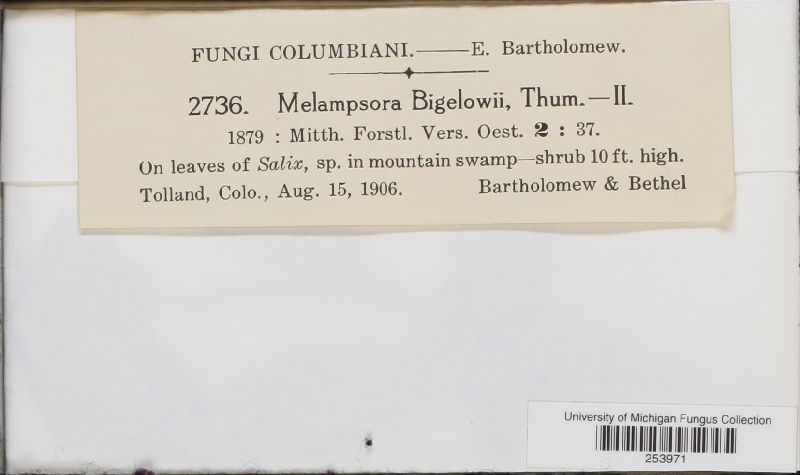 FUNGI COLUMBIANI.——E. Bartholomew.
2736. Melampsora Bigelowii, Thum.—II.
1879 : Mitth. Forstl. Vers. Oest. 2 : 37.
On leaves of Salix, sp. in mountain swamp—shrub 10 ft. high.
Tolland, Colo., Aug. 15, 1906. Bartholomew & Bethel
University of Michigan Fungus Collection
253971